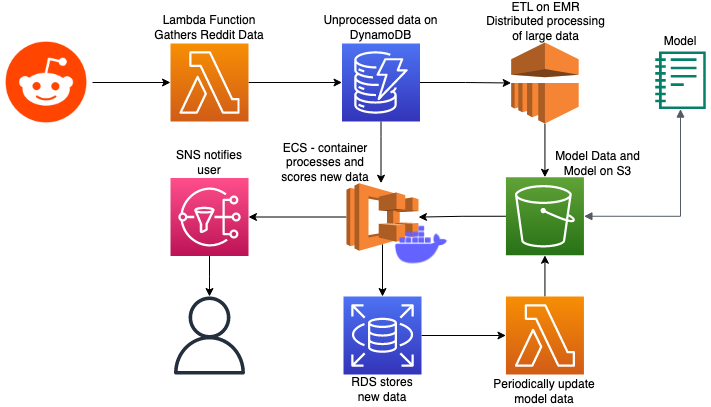 Lambda Function
Gathers Reddit Data
Unprocessed data on
DynamoDB
ETL on EMR
Distributed processing
of large data
Model
SNS notifies
user
ECS - container
processes and
scores new data
Model Data and
Model on S3
RDS stores
new data
Periodically update
model data